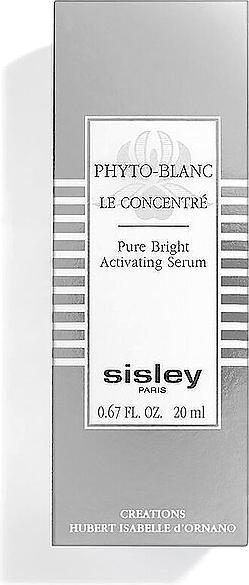 PHYTO-BLANC
LE CONCENTRÉ
Pure Bright
Activating Serum
sisley
PARIS
0.67 FL. OZ. 20 ml
CREATIONS
HUBERT ISABELLE d'ORNANO